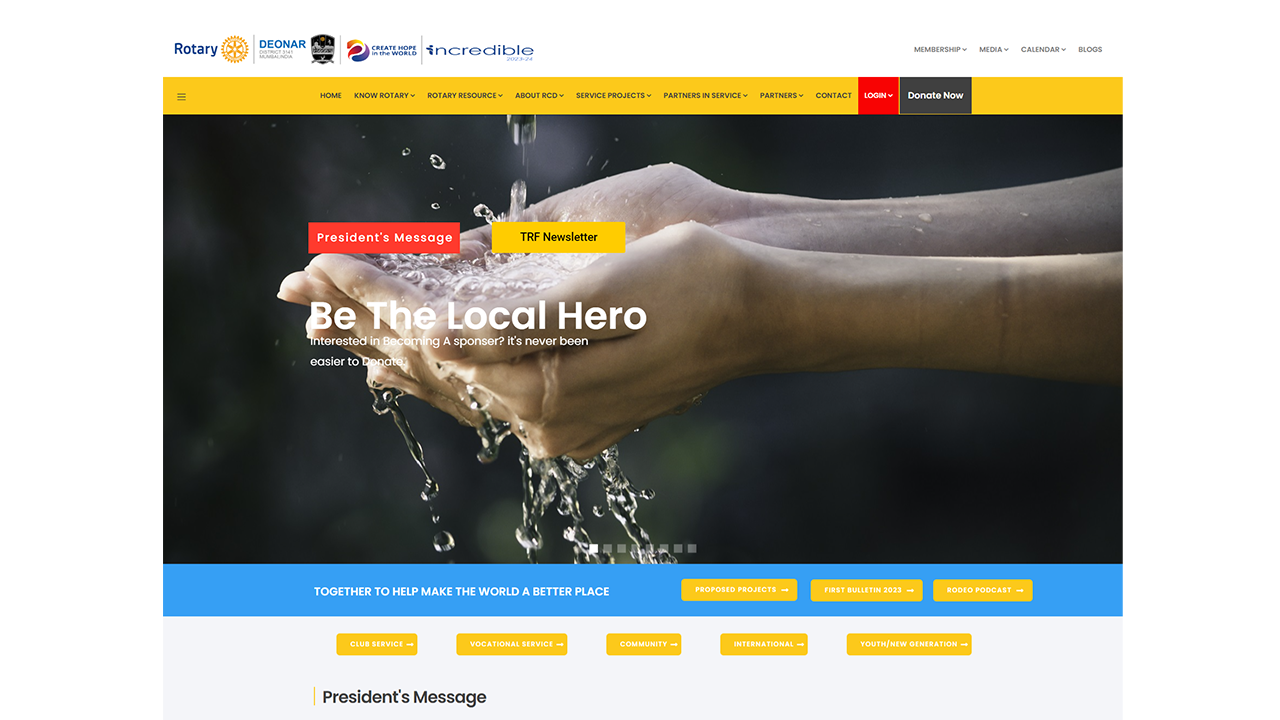 Rotary
DEONAR
DISTRICT 3141
MUMBAI,INDIA
CREATE HOPE
in the WORLD
incredible
2023-24
MEMBERSHIP
MEDIA
CALENDAR
BLOGS
HOME
KNOW ROTARY
ROTARY RESOURCE
ABOUT RCD
SERVICE PROJECTS
PARTNERS IN SERVICE
PARTNERS
CONTACT
LOGIN
Donate Now
President's Message
TRF Newsletter
Be The Local Hero
Interested in Becoming A sponser? it's never been
easier to Donate.
TOGETHER TO HELP MAKE THE WORLD A BETTER PLACE
PROPOSED PROJECTS
FIRST BULLETIN 2023
RODEO PODCAST
CLUB SERVICE
VOCATIONAL SERVICE
COMMUNITY
INTERNATIONAL
YOUTH/NEW GENERATION
President's Message